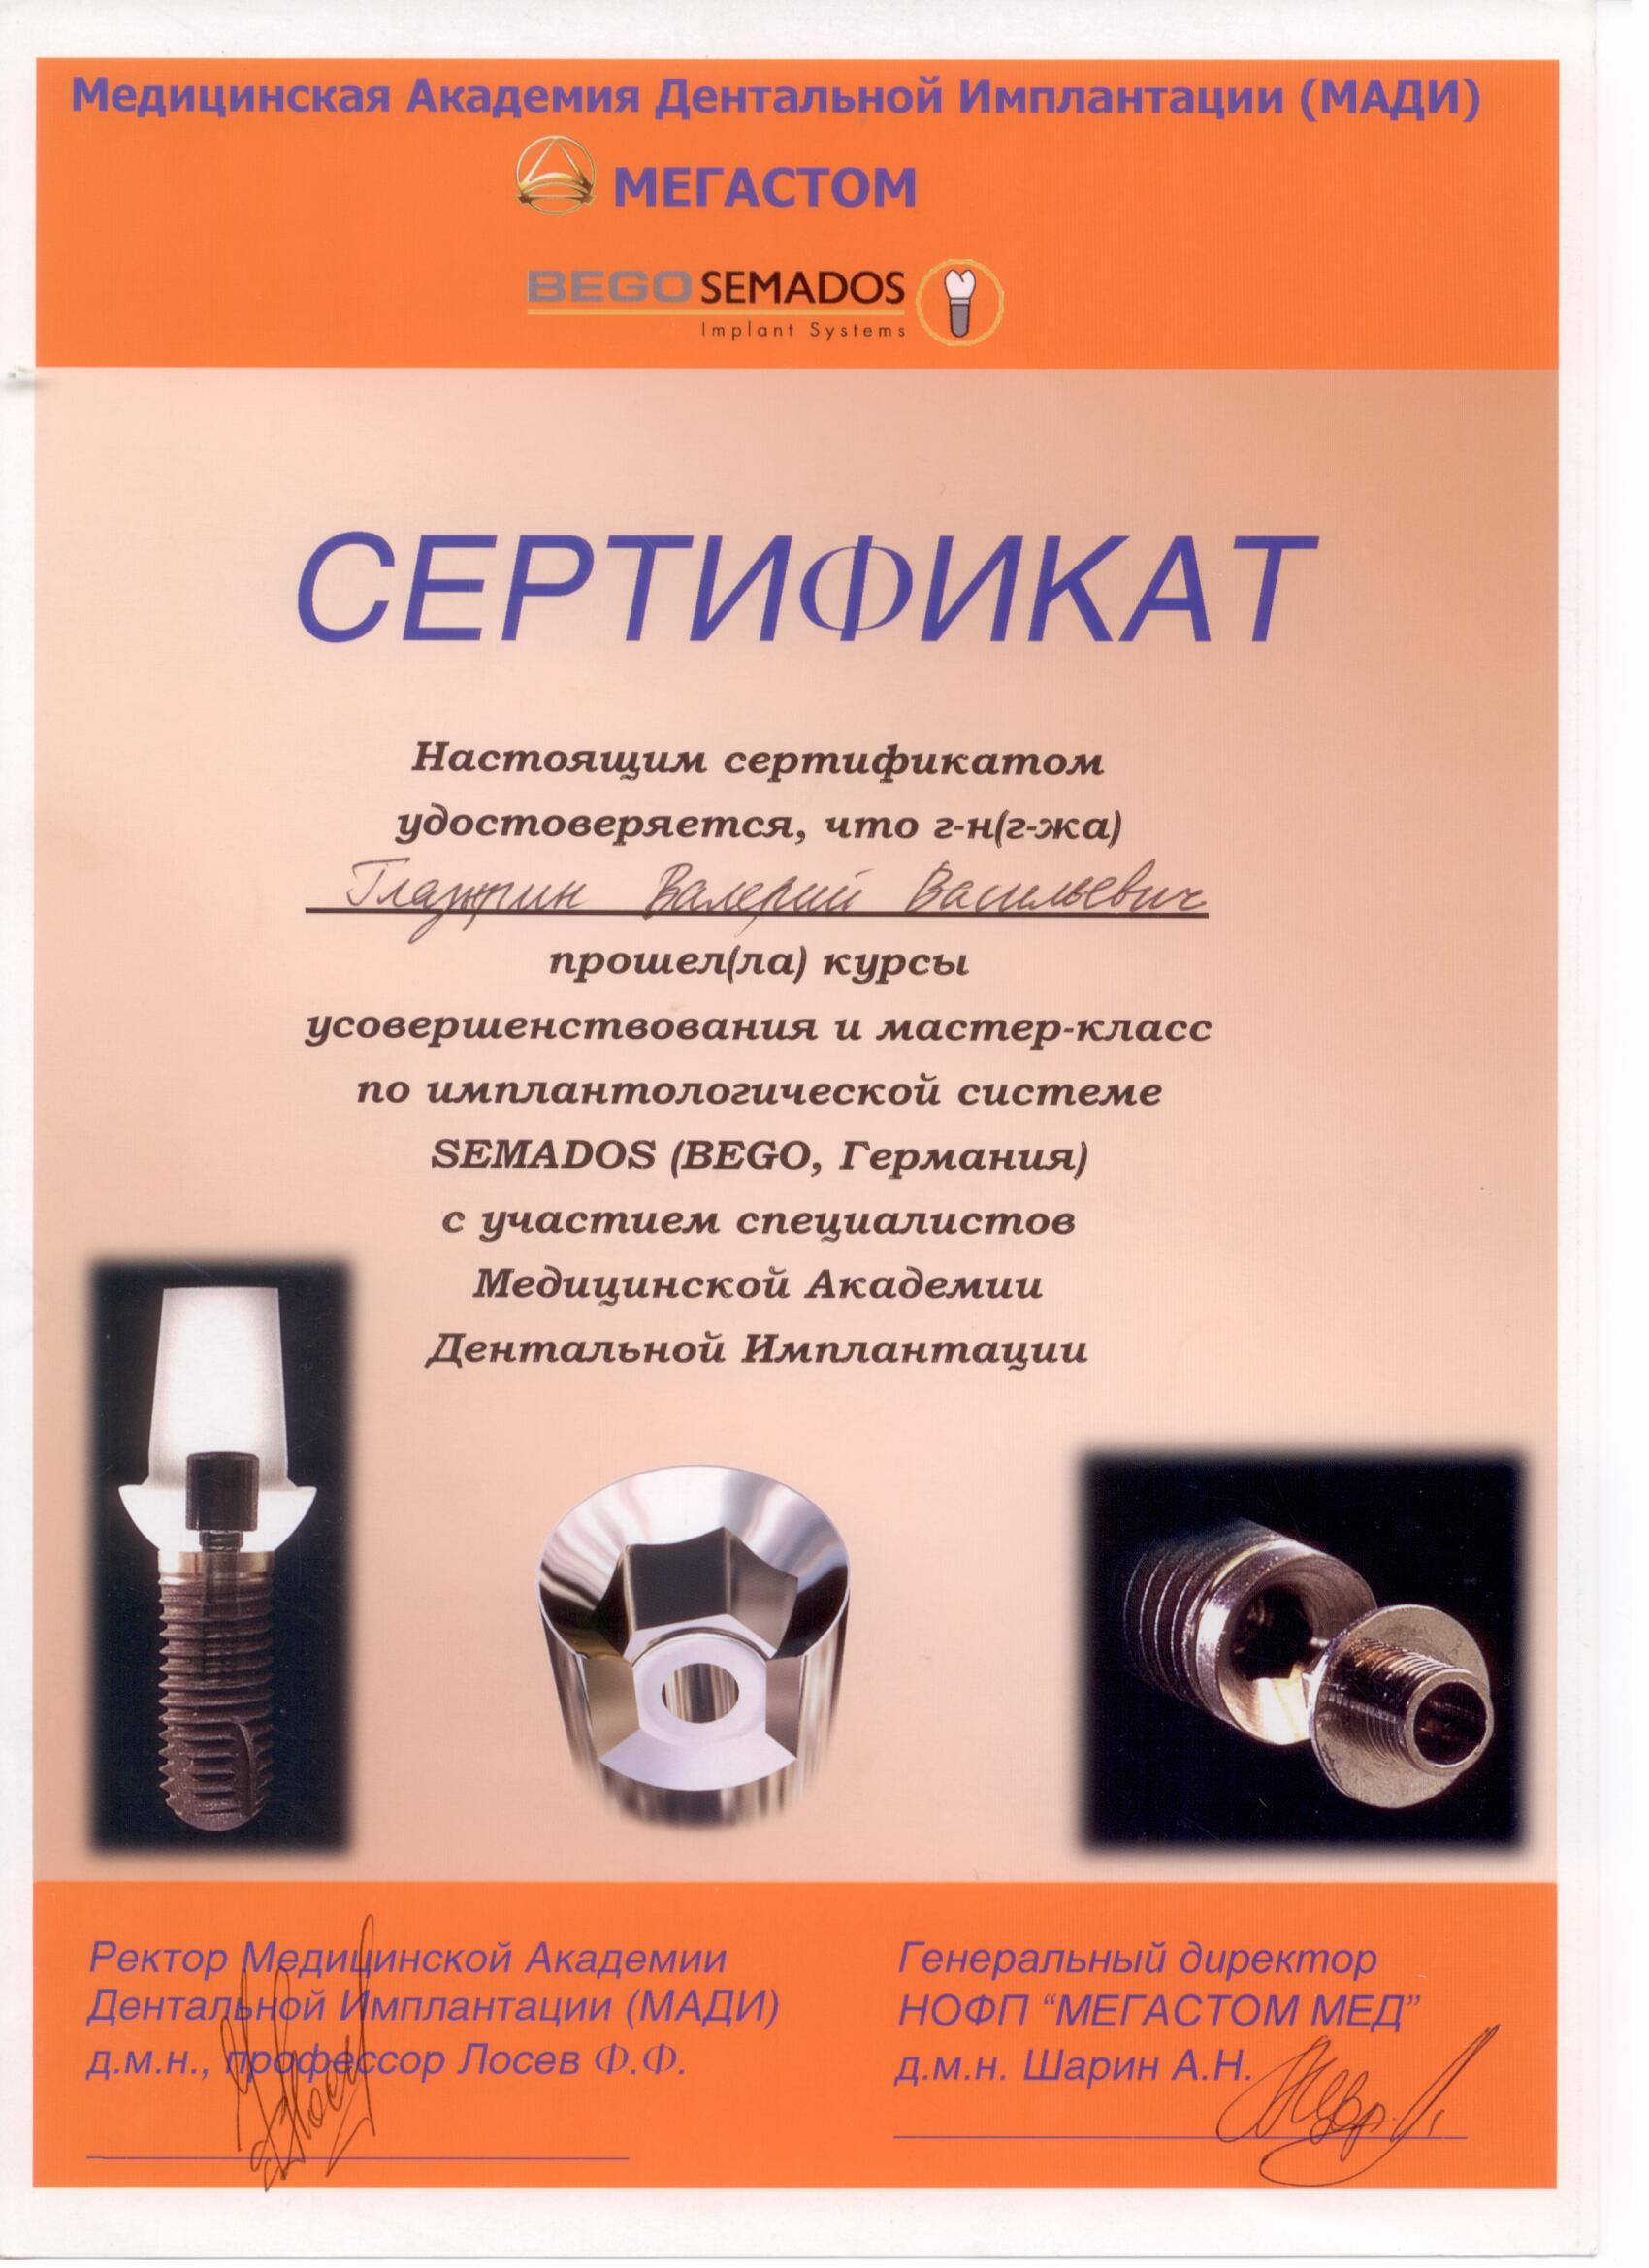 Медицинская Академия Дентальной Имплантации (МАДИ)
МЕГАСТОМ
BEGO SEMADOS
Implant Systems
СЕРТИФИКАТ
Настоящим сертификатом
удостоверяется, что г-н(г-жа)
Валерий Васильевич
прошел(ла) курсы
усовершенствования и мастер-класс
по имплантологической системе
SEMADOS (BEGO, Германия)
с участием специалистов
Медицинской Академии
Дентальной Имплантации
Ректор Медицинской Академии
Дентальной Имплантации (МАДИ)
д.м.н., профессор Лосев Ф.Ф.
Генеральный директор
НОФП “МЕГАСТОМ МЕД”
д.м.н. Шарин А.Н.